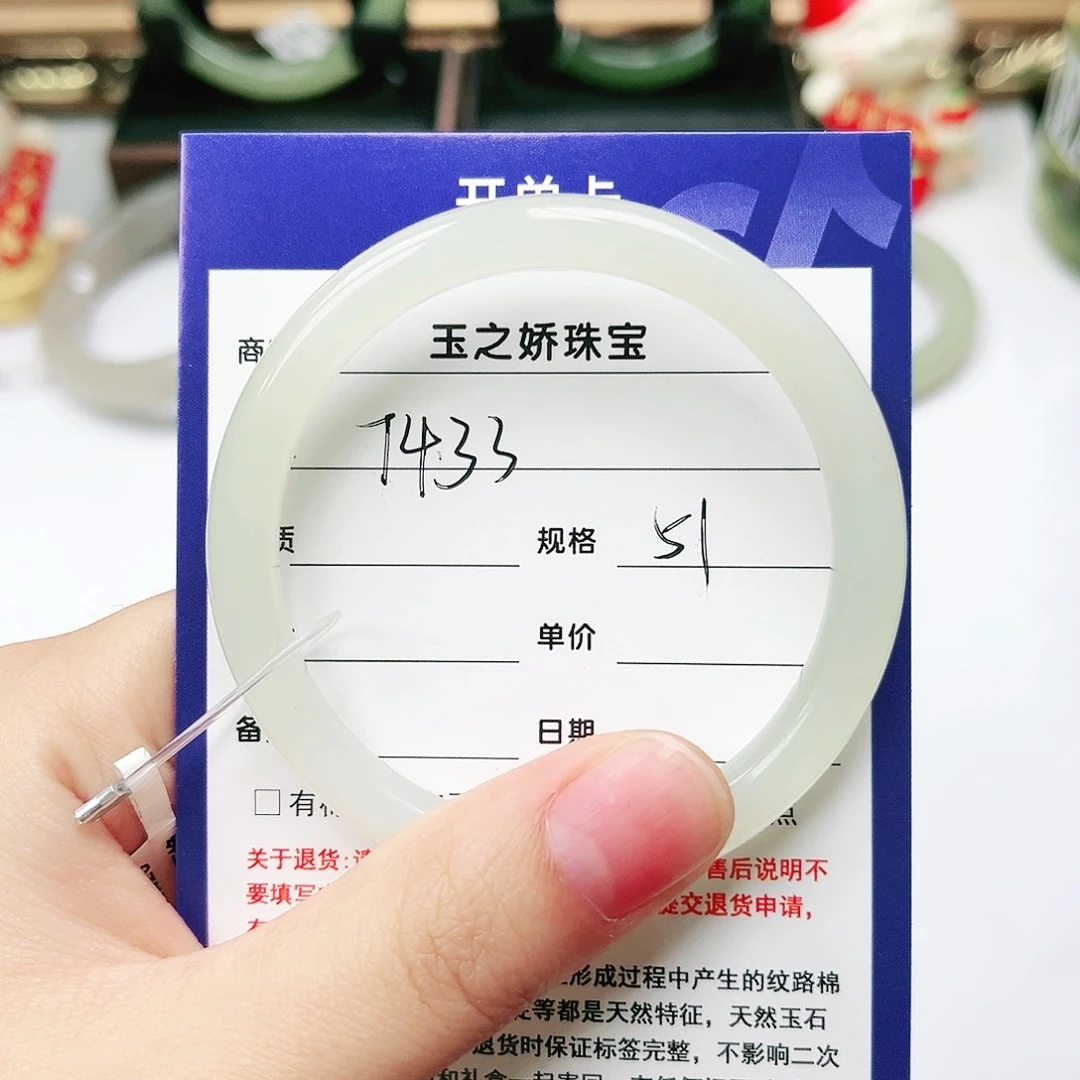 开单卡
商
玉之娇珠宝
7433
质 规格 51
单价
备 日期
□ 有 点
关于退货: 售后说明不
要填写 提交退货申请，
形成过程中产生的纹路棉
等都是天然特征，天然玉石
退货时保证标签完整，不影响二次